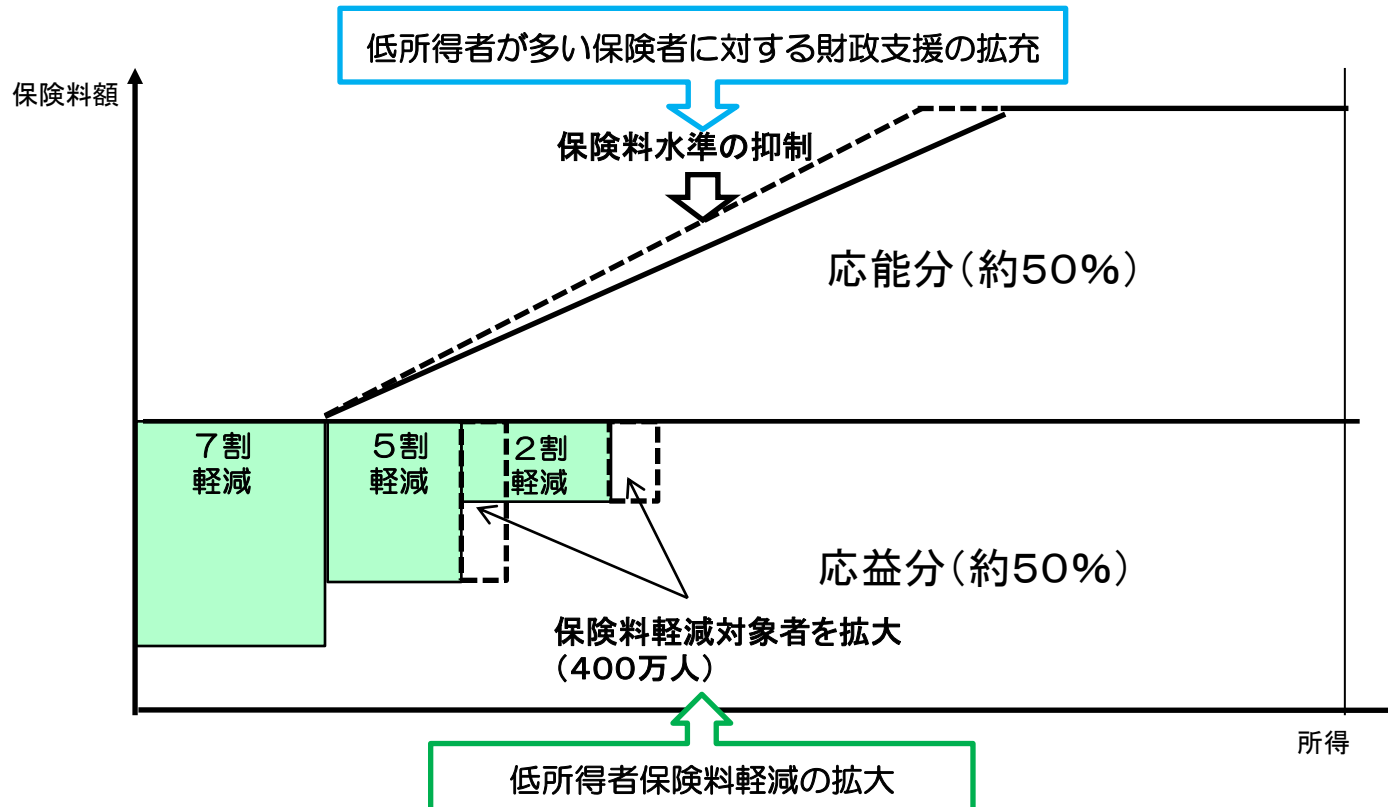 低所得者が多い保険者に対する財政支援の拡充
保険料額
保険料水準の抑制
応能分(約50%)
7割
軽減
5割
軽減
2割
軽減
応益分(約50%)
保険料軽減対象者を拡大
(400万人)
所得
低所得者保険料軽減の拡大